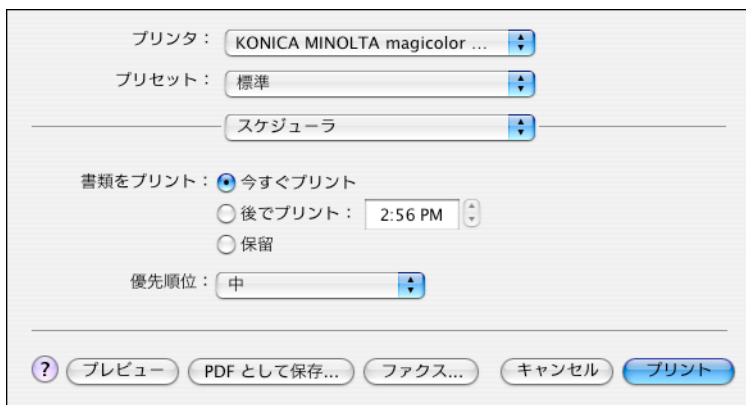 プリンタ： KONICA MINOLTA magicolor ...
プリセット： 標準
スケジューラ
書類をプリント： 今すぐプリント
後でプリント： 2:56 PM
保留
優先順位： 中
? プレビュー PDF として保存... ファクス... キャンセル プリント